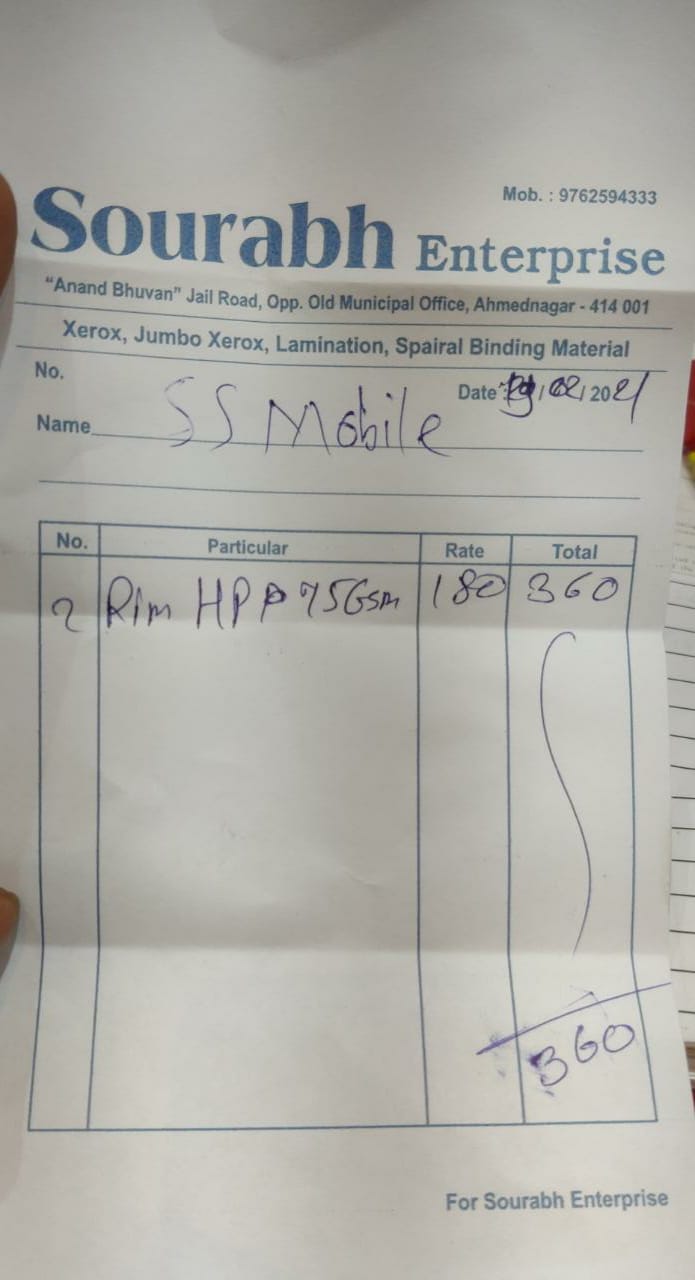 Mob. : 9762594333
Sourabh Enterprise
"Anand Bhuvan" Jail Road, Opp. Old Municipal Office, Ahmednagar - 414 001
Xerox, Jumbo Xerox, Lamination, Spairal Binding Material
No.
Date : /02/2021
Name SS Mobile
No. Particular Rate Total
2 Rim HPP 75Gsm 180 360
360
For Sourabh Enterprise